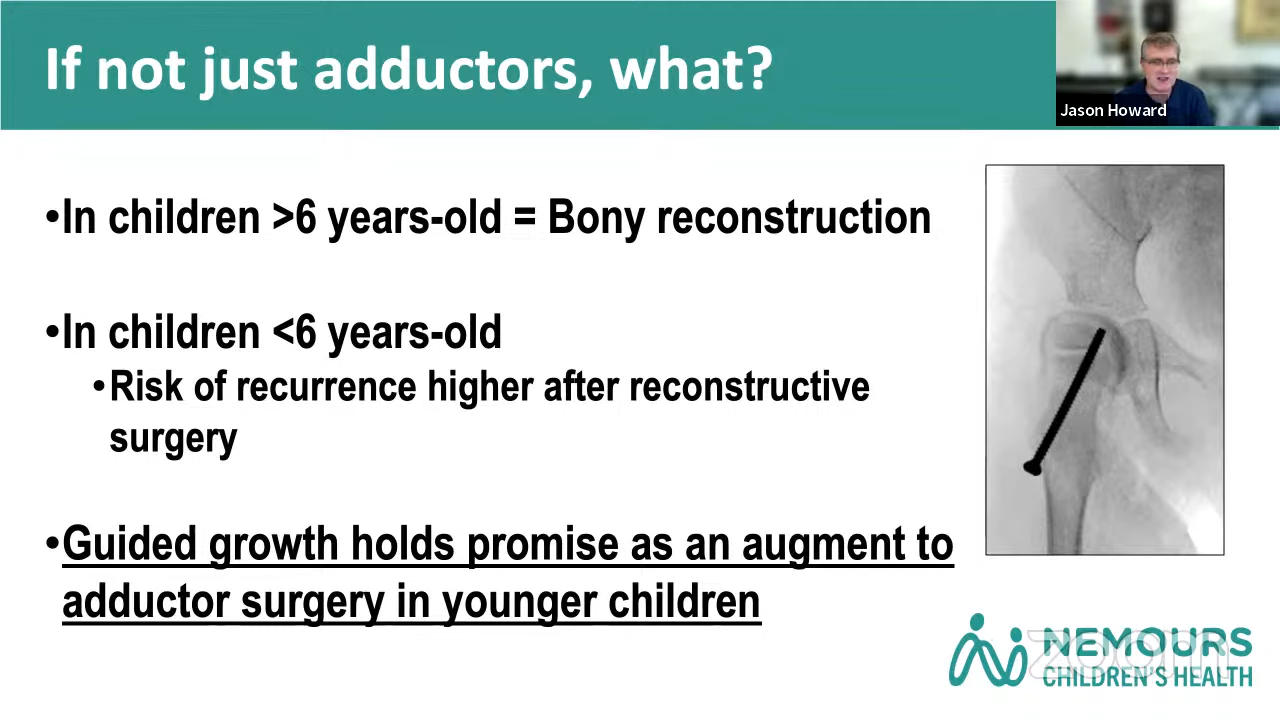 If not just adductors, what?
Jason Howard
•In children >6 years-old = Bony reconstruction
•In children <6 years-old
•Risk of recurrence higher after reconstructive
surgery
•Guided growth holds promise as an augment to
adductor surgery in younger children
NEMOURS
zoom
CHILDREN'S HEALTH